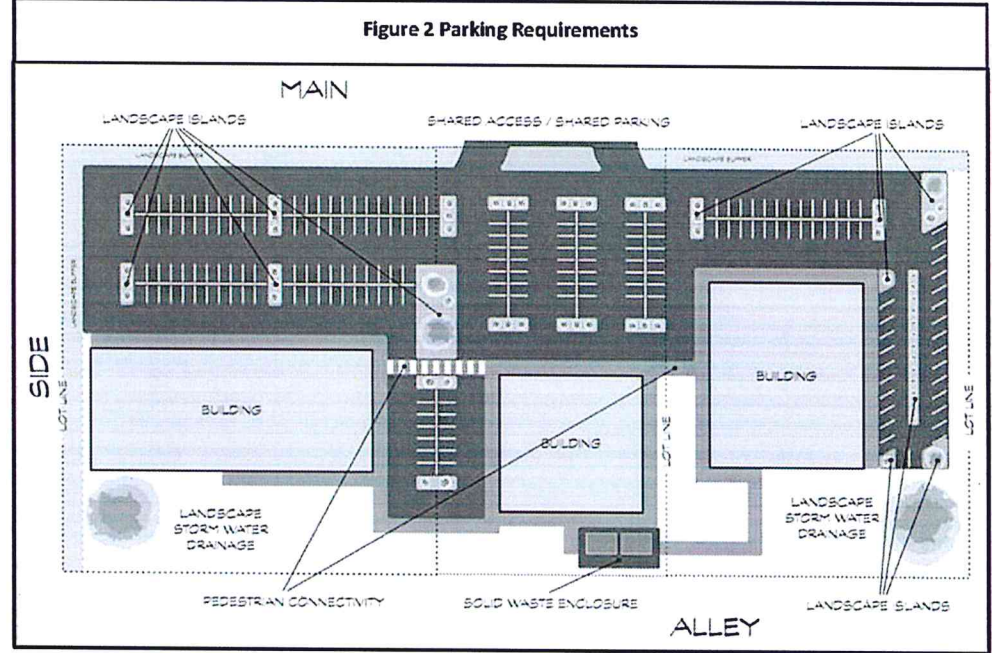 Figure 2 Parking Requirements
MAIN
LANDSCAPE ISLANDS
SHARED ACCESS / SHARED PARKING
LANDSCAPE ISLANDS
LANDSCAPE BUFFER
LANDSCAPE BUFFER
LANDSCAPE BUFFER
SIDE
LOT LINE
BUILDING
BUILDING
BUILDING
LOT LINE
LOT LINE
LANDSCAPE
STORM WATER
DRAINAGE
LANDSCAPE
STORM WATER
DRAINAGE
PEDESTRIAN CONNECTIVITY
SOLID WASTE ENCLOSURE
LANDSCAPE ISLANDS
ALLEY